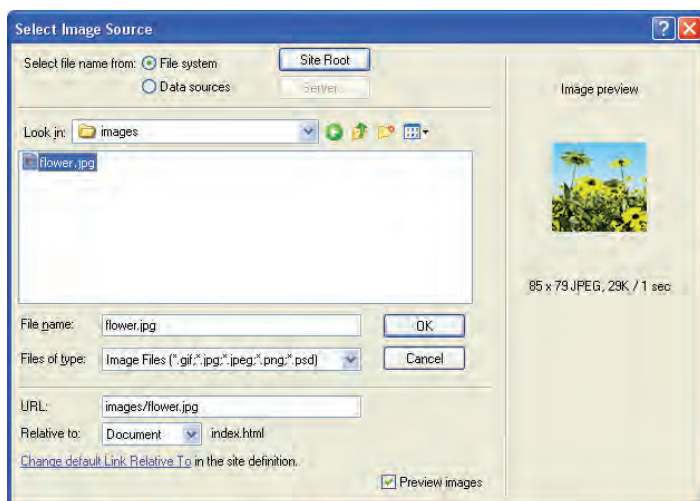 Select Image Source
Select file name from: File system
Site Root
Data sources
Server...
Image preview
Look in: images
flower.jpg
85 x 79 JPEG, 29K / 1 sec
File name: flower.jpg
OK
Files of type: Image Files (*.gif;*.jpg;*.jpeg;*.png;*.psd)
Cancel
URL: images/flower.jpg
Relative to: Document index.html
Change default Link Relative To in the site definition.
Preview images